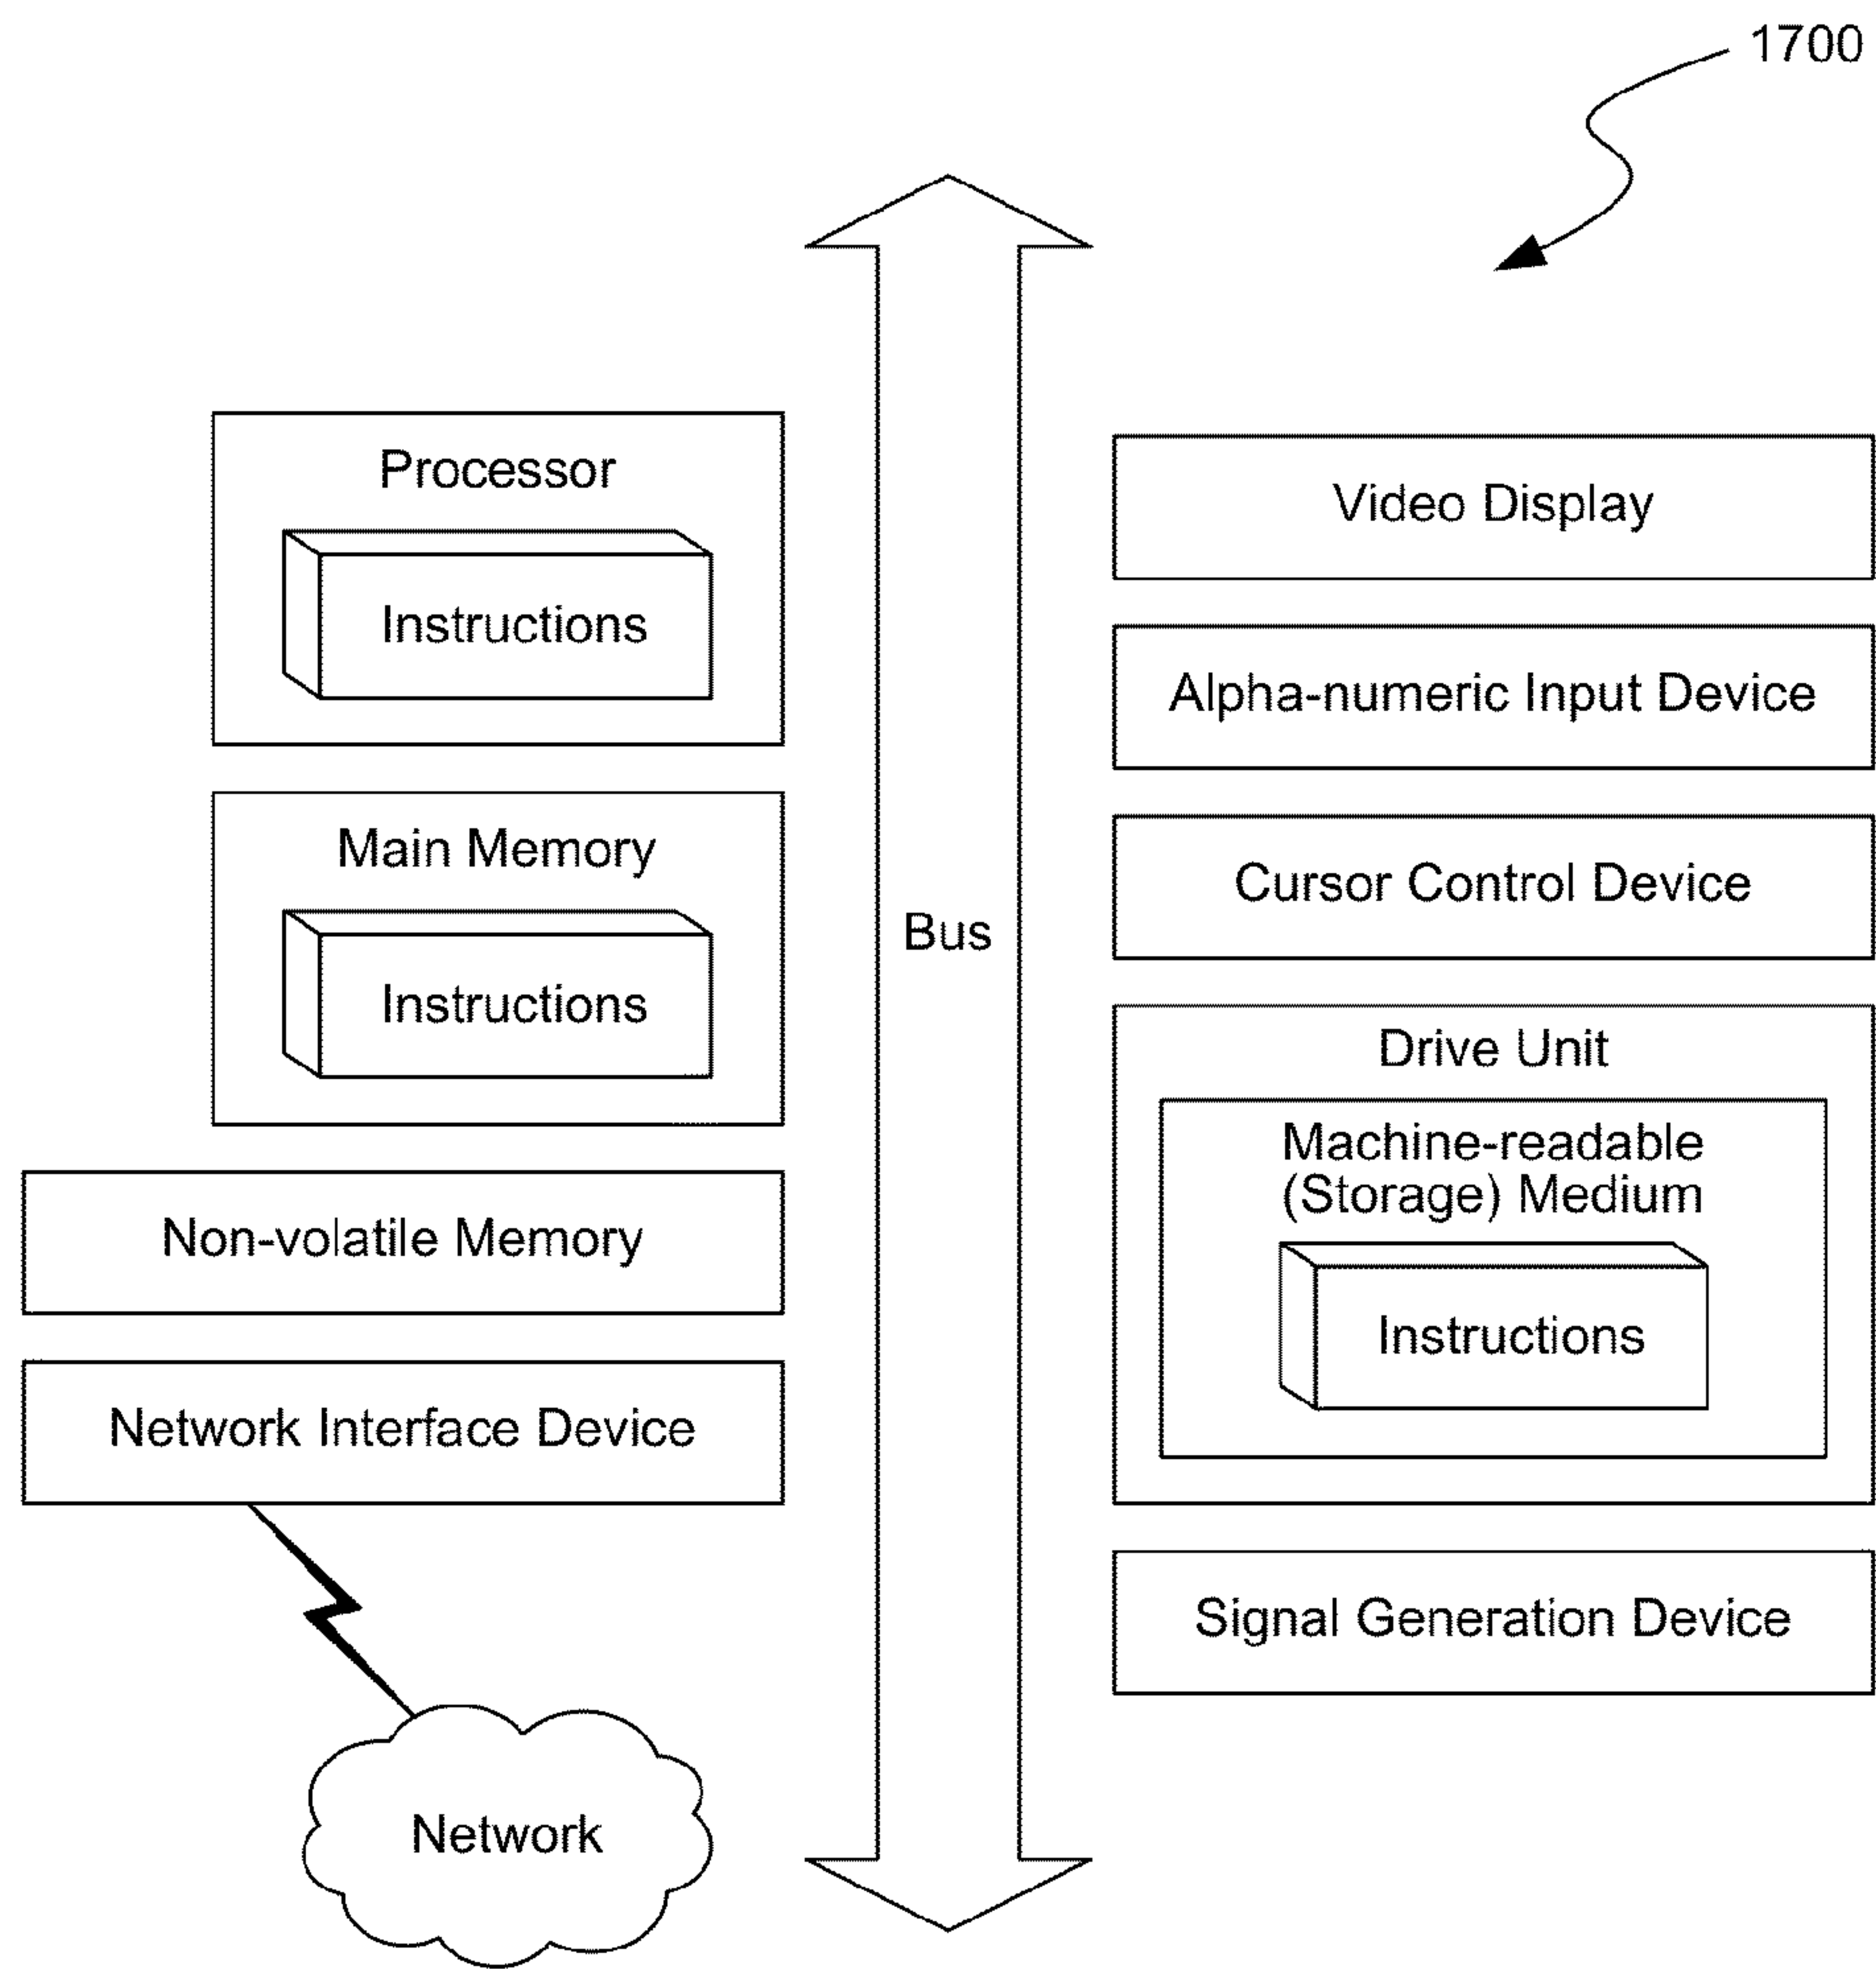 1700
Processor
Instructions
Main Memory
Instructions
Non-volatile Memory
Network Interface Device
Network
Bus
Video Display
Alpha-numeric Input Device
Cursor Control Device
Drive Unit
Machine-readable
(Storage) Medium
Instructions
Signal Generation Device